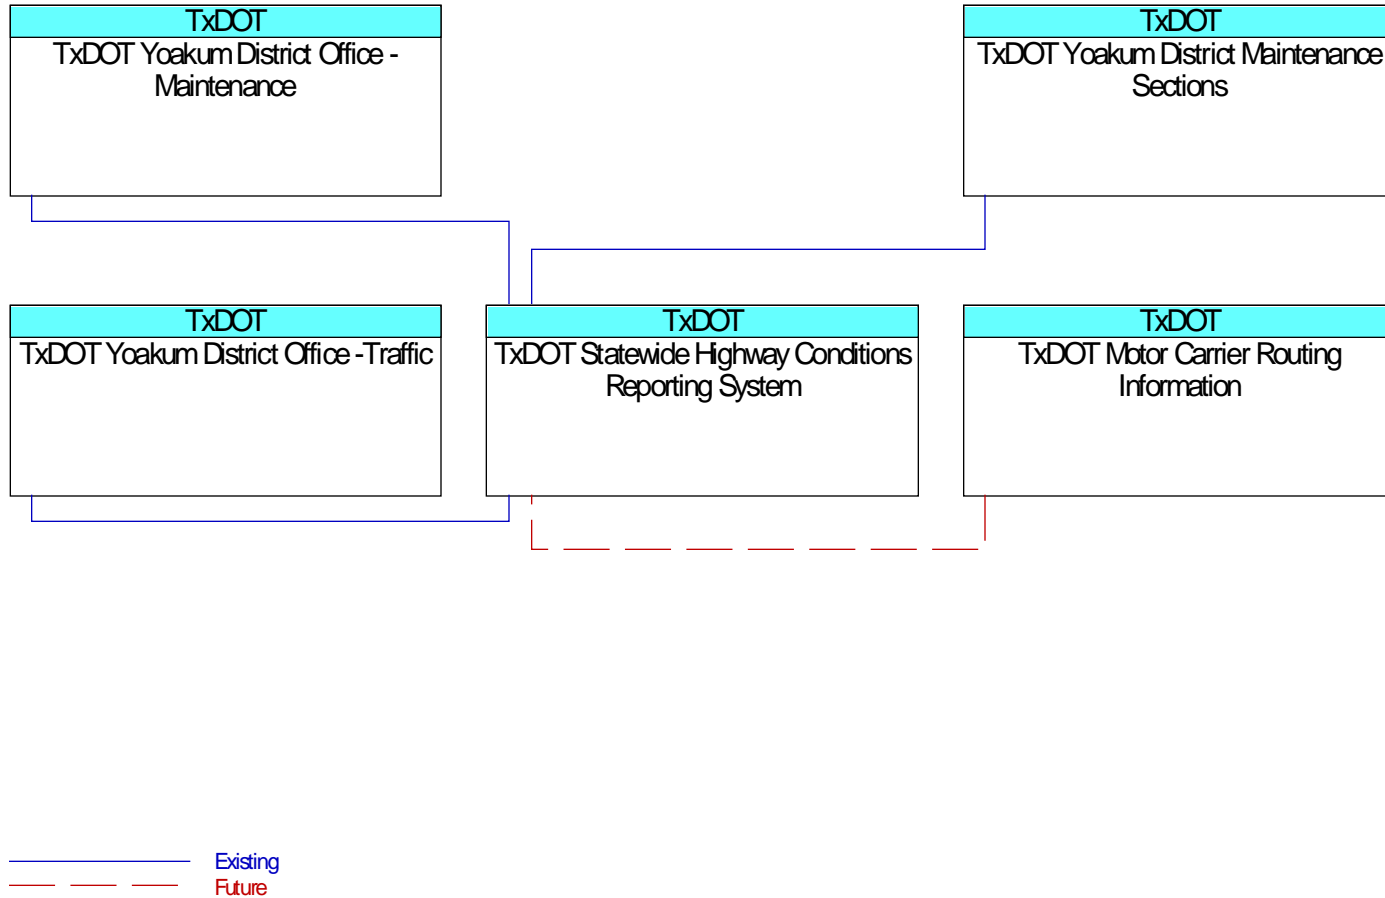 TxDOT
TxDOT Yoakum District Office -
Maintenance
TxDOT
TxDOT Yoakum District Maintenance
Sections
TxDOT
TxDOT Yoakum District Office - Traffic
TxDOT
TxDOT Statewide Highway Conditions
Reporting System
TxDOT
TxDOT Motor Carrier Routing
Information
Existing
Future